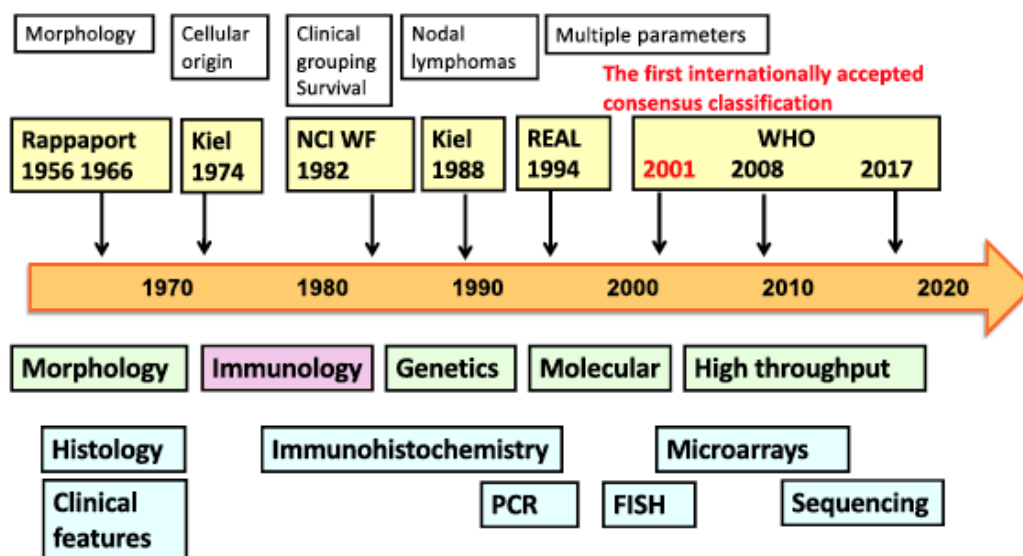 Morphology
Cellular
origin
Clinical
grouping
Survival
Nodal
lymphomas
Multiple parameters
The first internationally accepted
consensus classification
Rappaport
1956 1966
Kiel
1974
NCI WF
1982
Kiel
1988
REAL
1994
WHO
2001 2008 2017
1970 1980 1990 2000 2010 2020
Morphology
Immunology
Genetics
Molecular
High throughput
Histology
Immunohistochemistry
Microarrays
Clinical
features
PCR
FISH
Sequencing